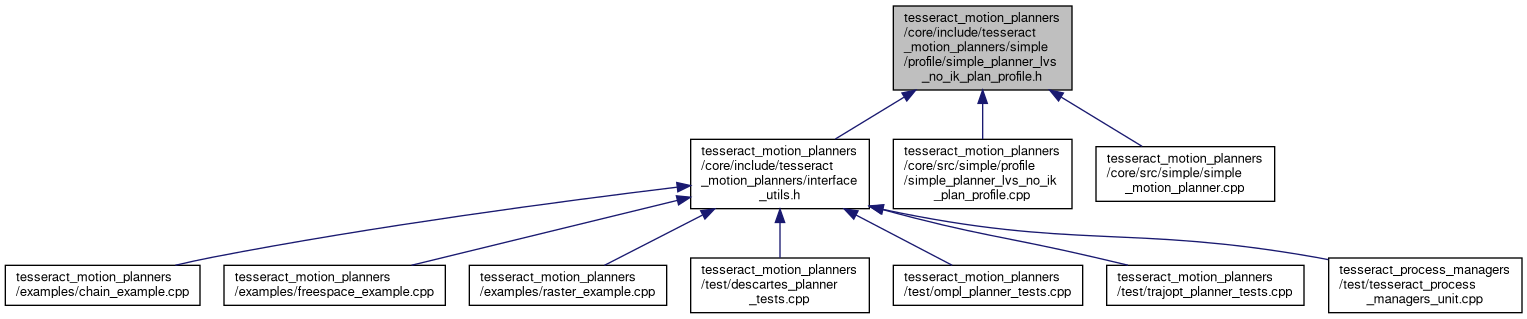 tesseract_motion_planners
/core/include/tesseract
_motion_planners/simple
/profile/simple_planner_lvs
_no_ik_plan_profile.h
tesseract_motion_planners
/core/include/tesseract
_motion_planners/interface
_utils.h
tesseract_motion_planners
/core/src/simple/profile
/simple_planner_lvs_no_ik
_plan_profile.cpp
tesseract_motion_planners
/core/src/simple/simple
_motion_planner.cpp
tesseract_motion_planners
/examples/chain_example.cpp
tesseract_motion_planners
/examples/freespace_example.cpp
tesseract_motion_planners
/examples/raster_example.cpp
tesseract_motion_planners
/test/descartes_planner
_tests.cpp
tesseract_motion_planners
/test/ompl_planner_tests.cpp
tesseract_motion_planners
/test/trajopt_planner_tests.cpp
tesseract_process_managers
/test/tesseract_process
_managers_unit.cpp